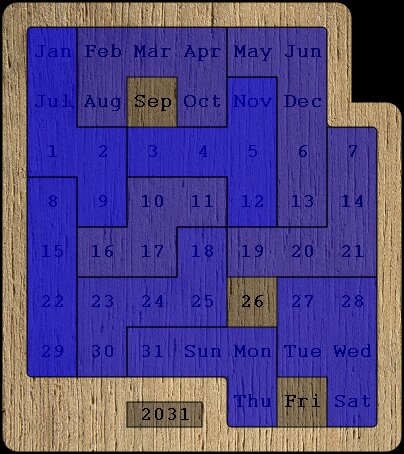 Jan Feb Mar Apr May Jun
Jul Aug Sep Oct Nov Dec
1 2 3 4 5 6 7
8 9 10 11 12 13 14
15 16 17 18 19 20 21
22 23 24 25 26 27 28
29 30 31 Sun Mon Tue Wed
Thu Fri Sat
2031